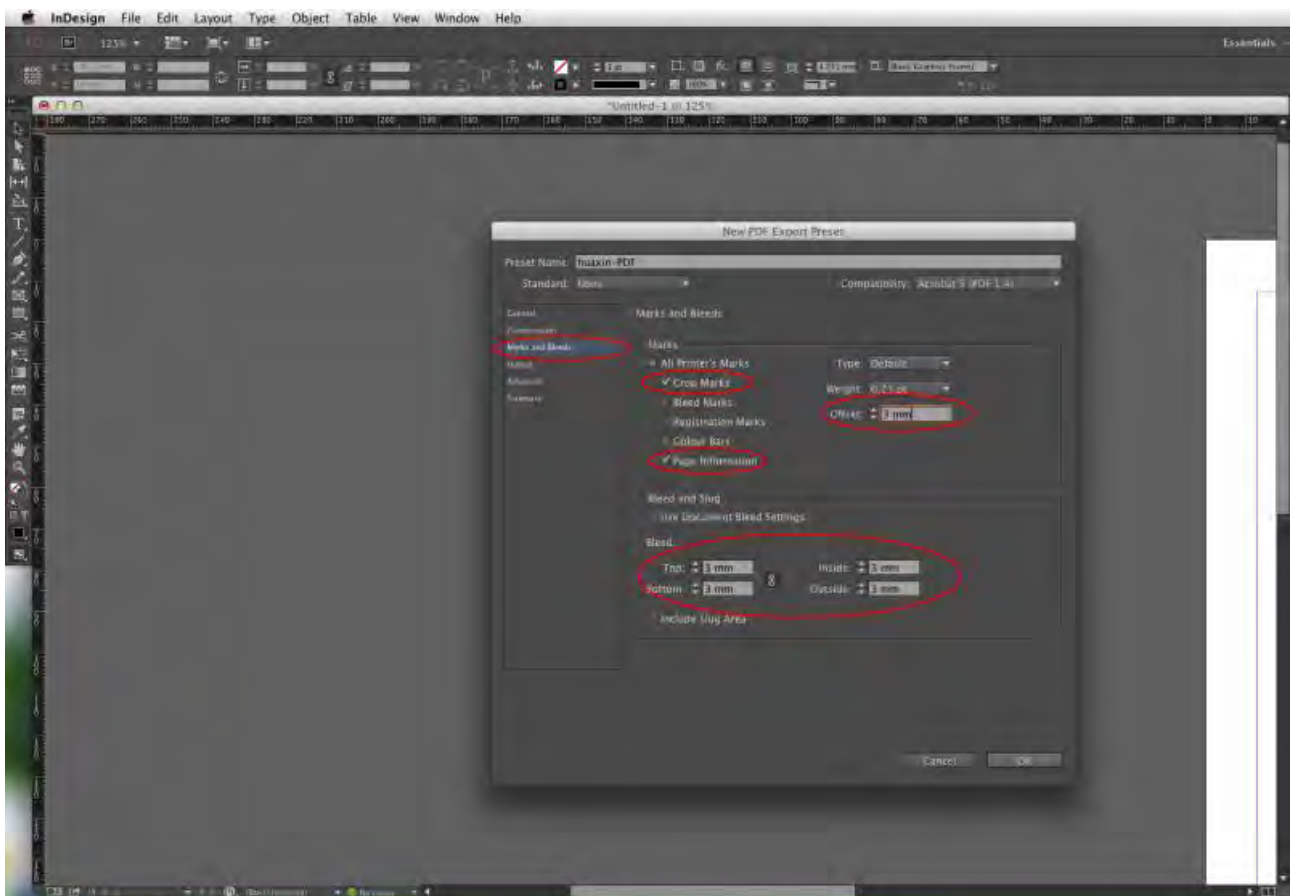 InDesign File Edit Layout Type Object Table View Window Help
Br 125% Essentials
1 pt 100%
*Untitled-1 @ 125%
New PDF Export Preset
Preset Name: huaxin-PDF
Standard: None Compatibility: Acrobat 5 (PDF 1.4)
General
Compression
Marks and Bleeds
Output
Advanced
Summary
Marks and Bleeds
Marks
All Printer's Marks Type: Default
Crop Marks Weight: 0.25 pt
Bleed Marks Offset: 3 mm
Registration Marks
Colour Bars
Page Information
Bleed and Slug
Use Document Bleed Settings
Bleed
Top: 3 mm Inside: 3 mm
Bottom: 3 mm Outside: 3 mm
Include Slug Area
Cancel OK